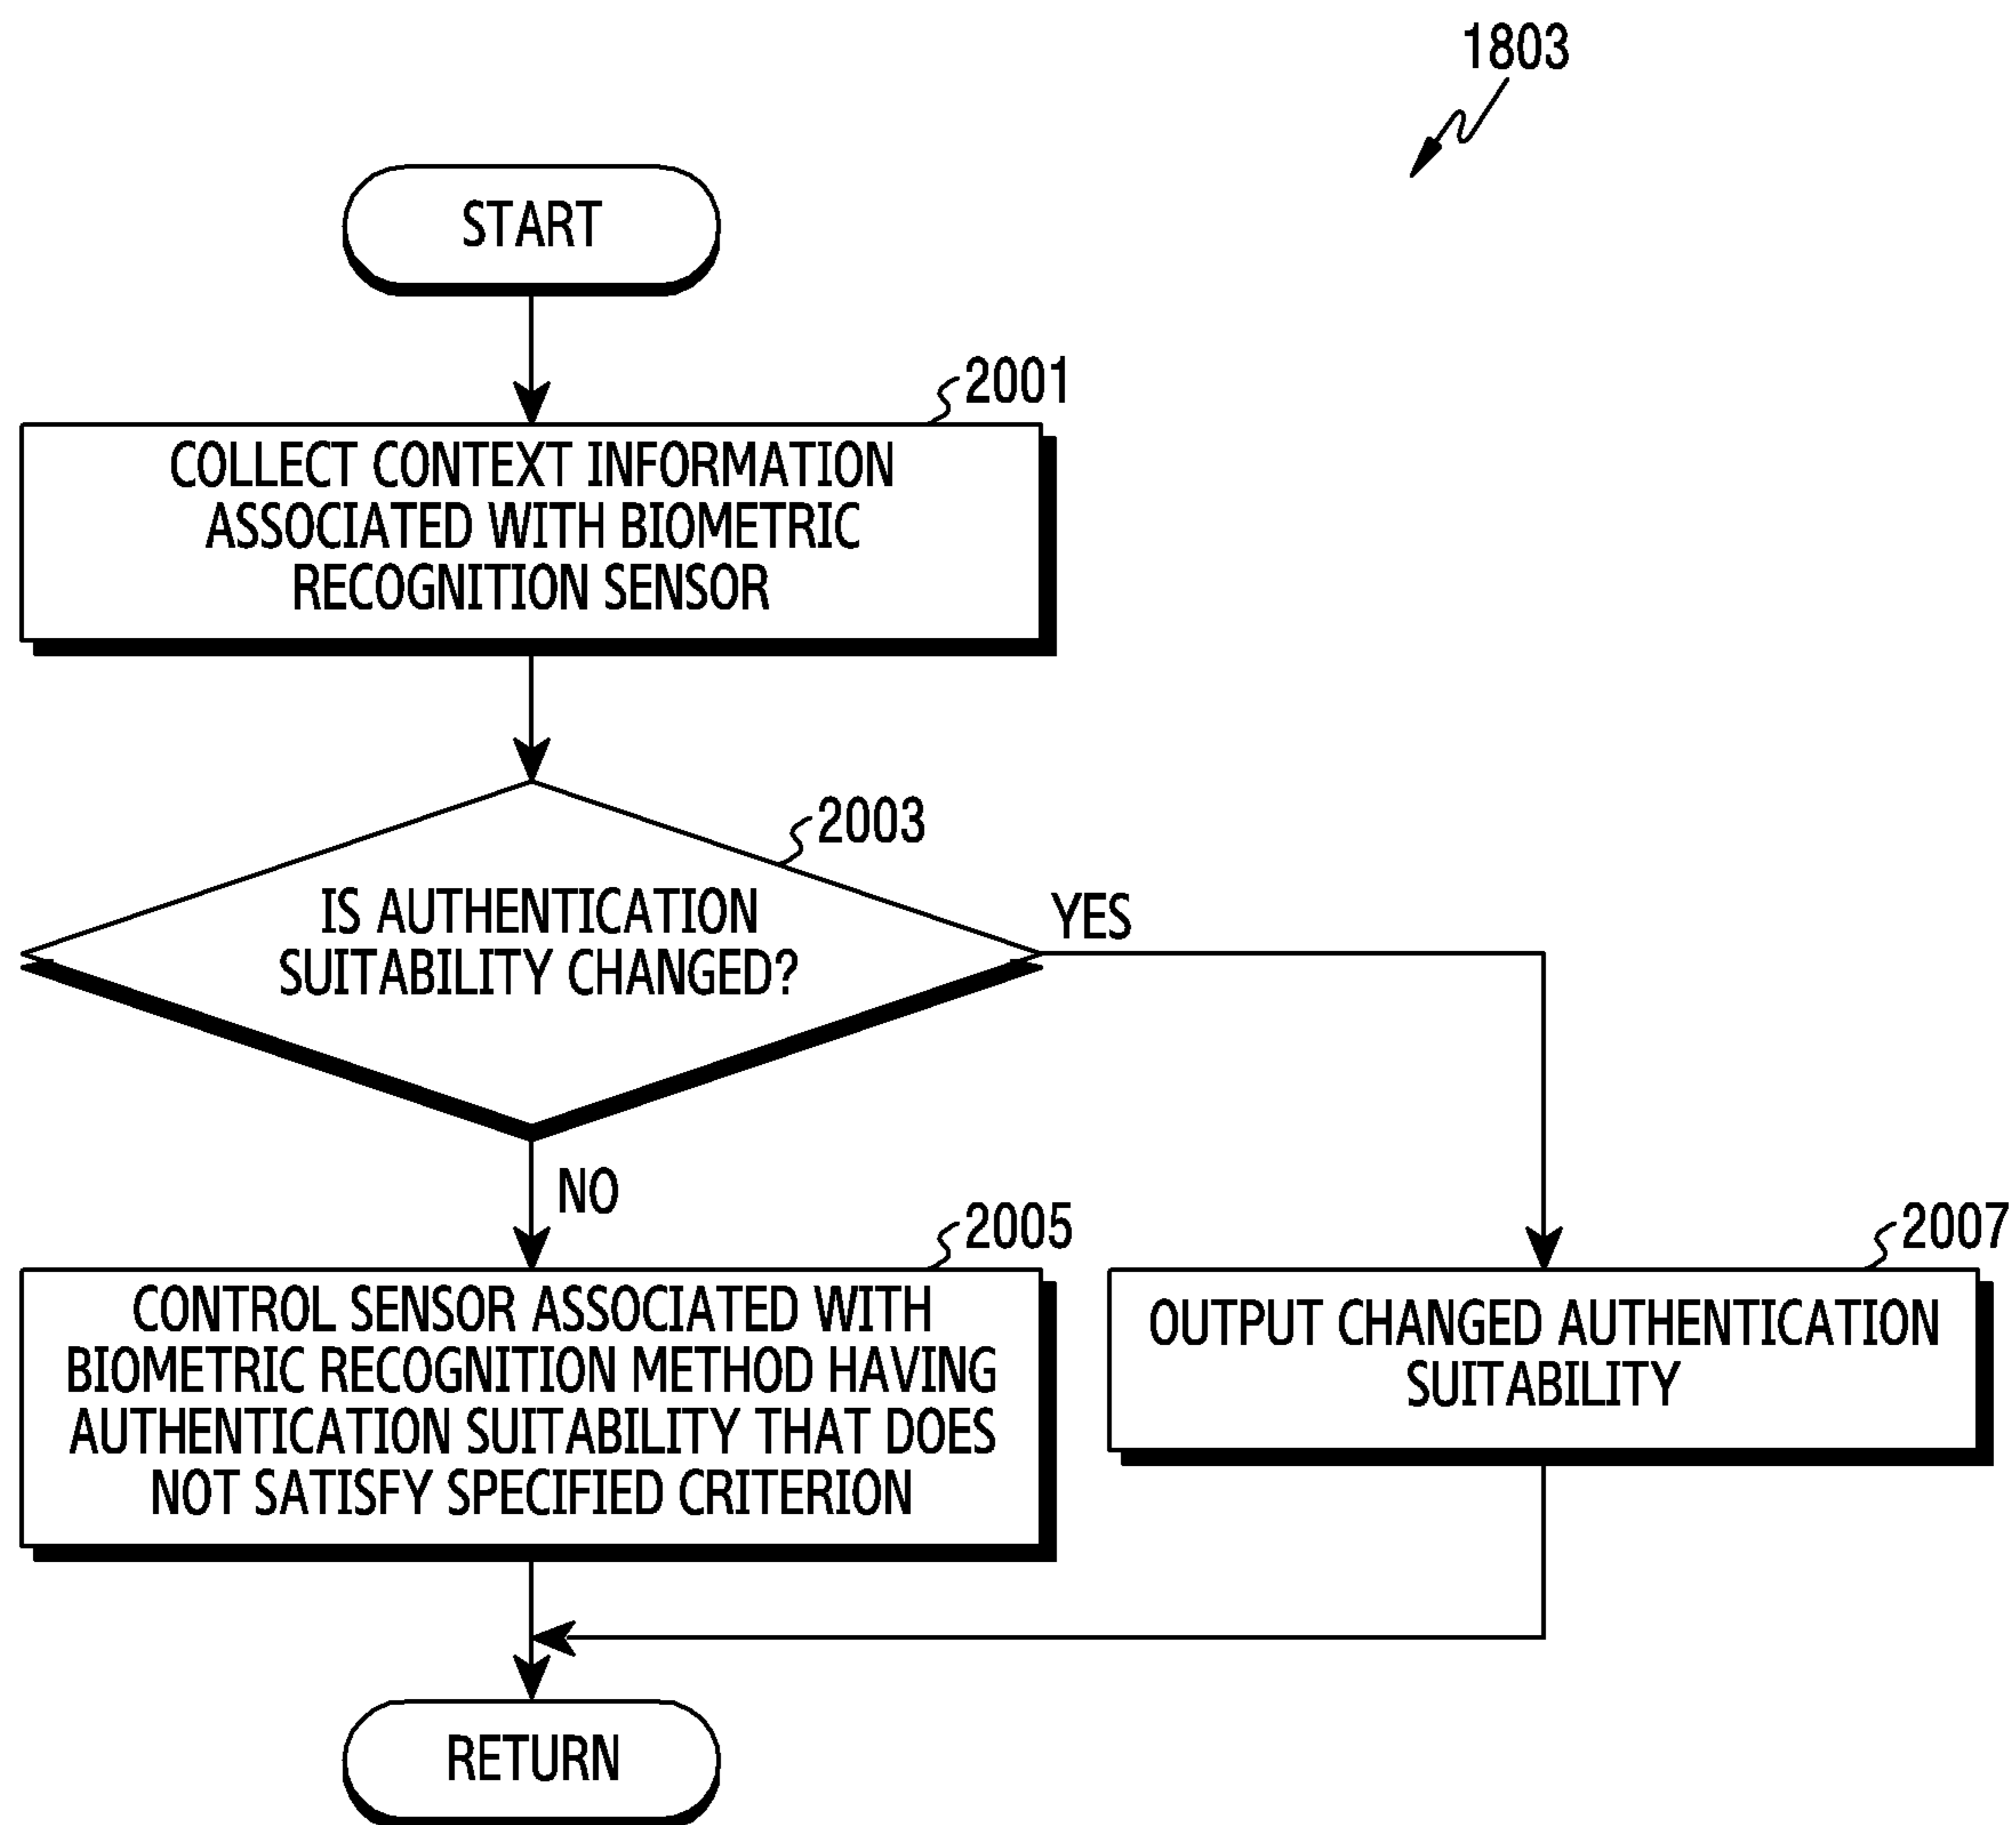 1803
START
2001
COLLECT CONTEXT INFORMATION
ASSOCIATED WITH BIOMETRIC
RECOGNITION SENSOR
2003
IS AUTHENTICATION
SUITABILITY CHANGED?
YES
NO
2005
CONTROL SENSOR ASSOCIATED WITH
BIOMETRIC RECOGNITION METHOD HAVING
AUTHENTICATION SUITABILITY THAT DOES
NOT SATISFY SPECIFIED CRITERION
2007
OUTPUT CHANGED AUTHENTICATION
SUITABILITY
RETURN